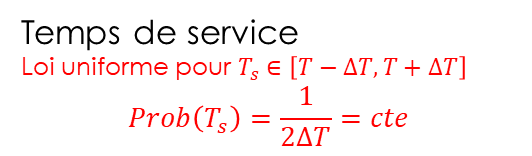 Temps de service
Loi uniforme pour Tₛ ∈ [T − ΔT, T + ΔT]
Prob(Tₛ) = 1/2ΔT = cte